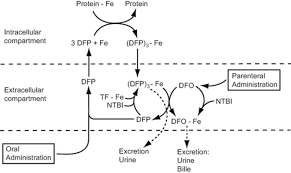 Protein - Fe
Protein
Intracellular
compartment
3 DFP + Fe
(DFP)3 - Fe
Extracellular
compartment
DFP
(DFP)3 - Fe
DFO
Parenteral
Administration
TF - Fe
NTBI
NTBI
DFP
DFO - Fe
Oral
Administration
Excretion
Urine
Excretion:
Urine
Bille